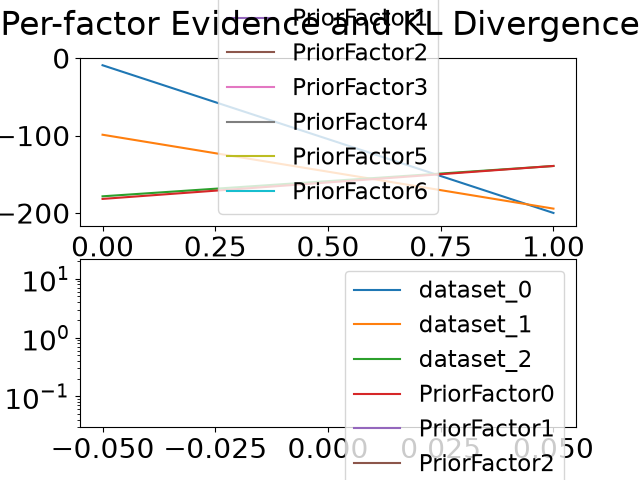 Per-factor Evidence and KL Divergence
PriorFactor1
PriorFactor2
PriorFactor3
PriorFactor4
PriorFactor5
PriorFactor6
0
−100
−200
0.00 0.25 0.50 0.75 1.00
10¹
10⁰
10⁻¹
dataset_0
dataset_1
dataset_2
PriorFactor0
PriorFactor1
PriorFactor2
−0.050 −0.025 0.000 0.025 0.050